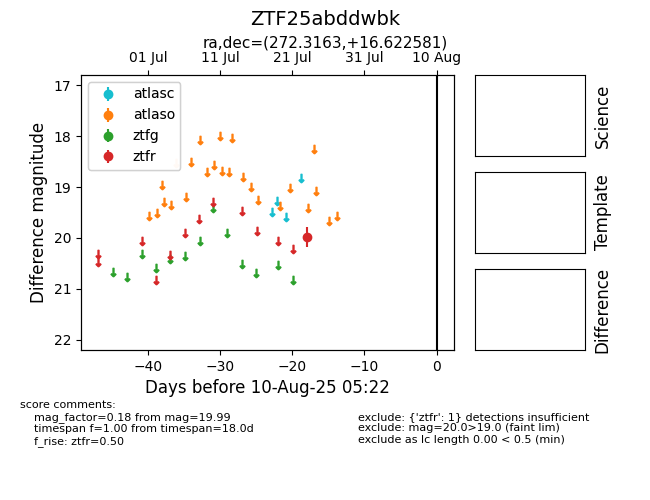 ZTF25abddwbk
ra,dec=(272.3163,+16.622581)
01 Jul
11 Jul
21 Jul
31 Jul
10 Aug
atlasc
atlaso
ztfg
ztfr
17
18
19
20
21
22
Difference magnitude
−40
−30
−20
−10
0
Days before 10-Aug-25 05:22
Science
Template
Difference
score comments:
mag_factor=0.18 from mag=19.99
timespan f=1.00 from timespan=18.0d
f_rise: ztfr=0.50
exclude: {'ztfr': 1} detections insufficient
exclude: mag=20.0>19.0 (faint lim)
exclude as lc length 0.00 < 0.5 (min)